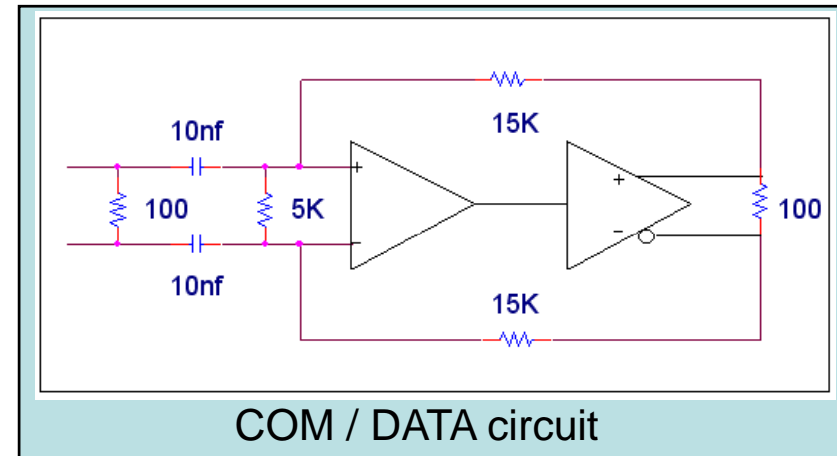 15K
10nf
+
+
100
5K
100
−
−
10nf
15K
COM / DATA circuit